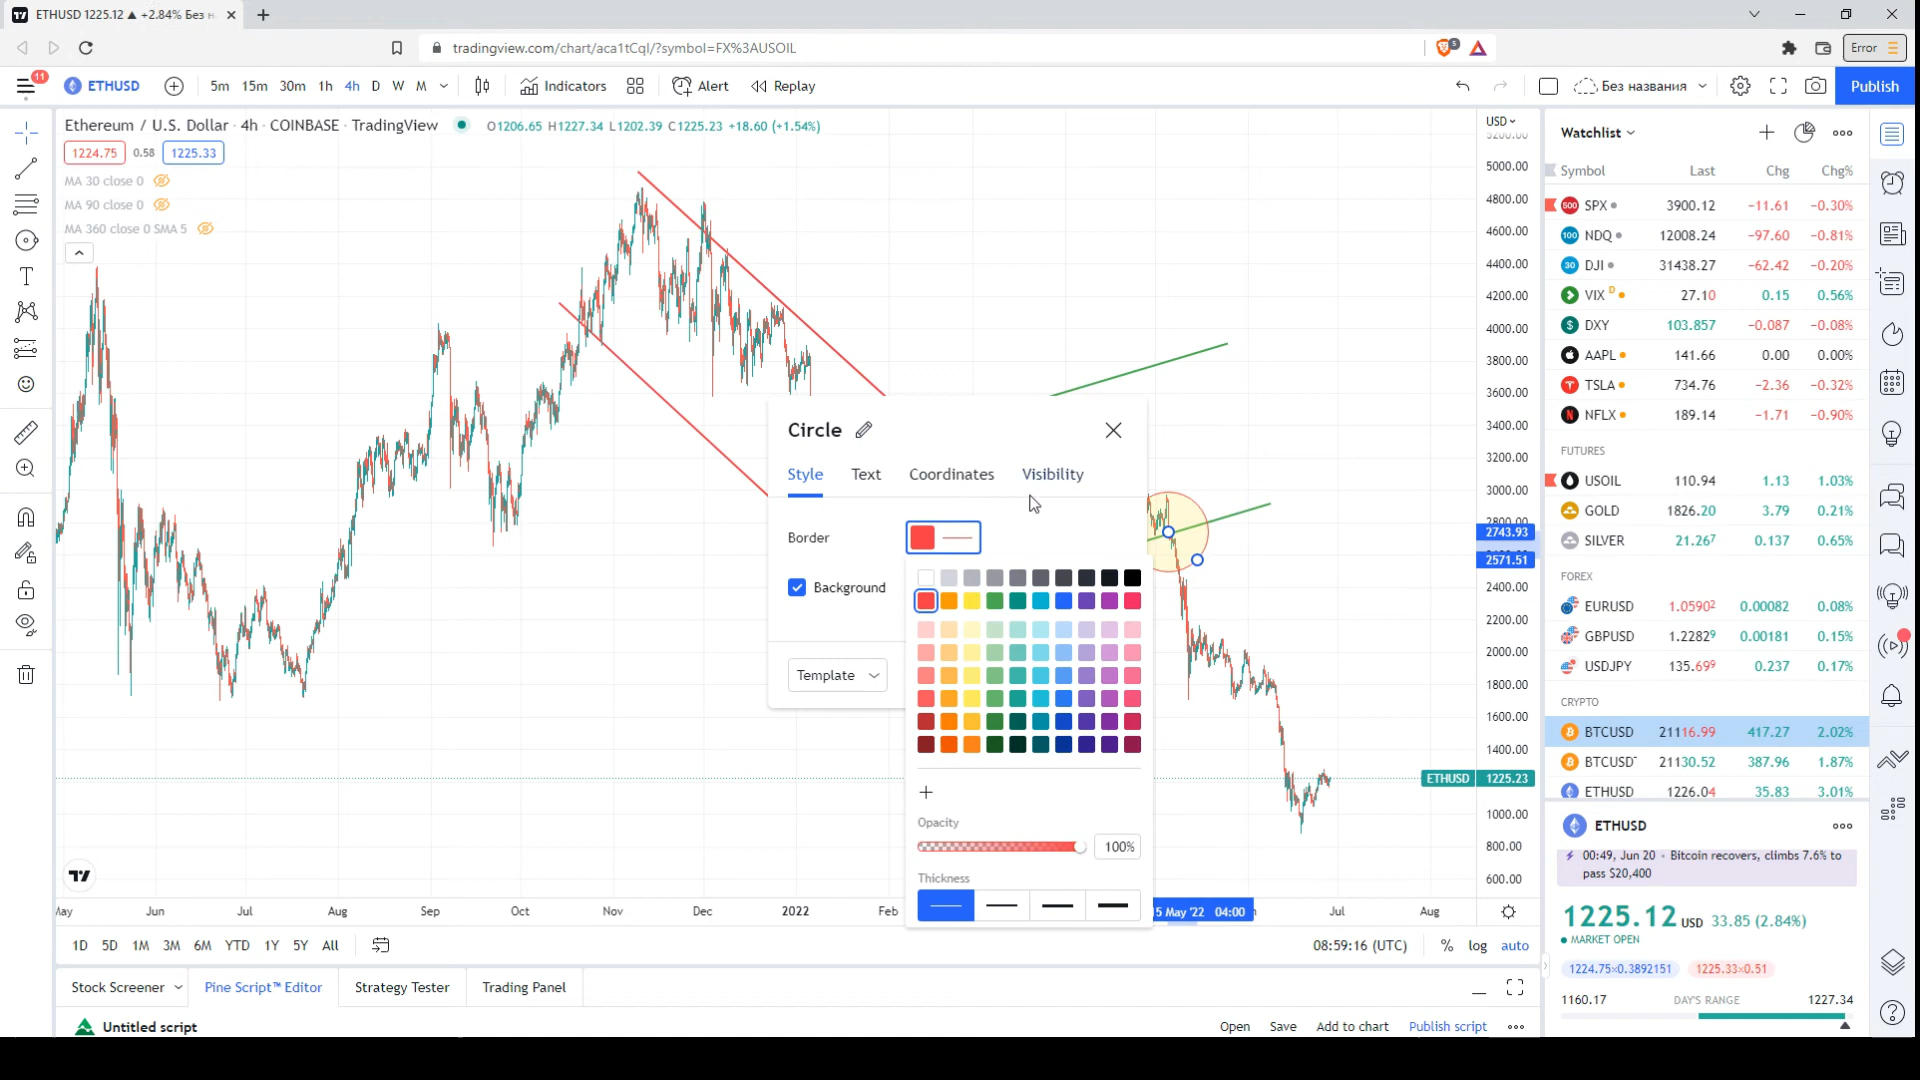 ETHUSD 1225.12 ▲ +2.84% Без н
tradingview.com/chart/aca1tCqI/?symbol=FX%3AUSOIL
5
Error
11
ETHUSD
5m 15m 30m 1h 4h D W M
Indicators
Alert
Replay
Без названия
Publish
Ethereum / U.S. Dollar · 4h · COINBASE · TradingView
O1206.65 H1227.34 L1202.39 C1225.23 +18.60 (+1.54%)
1224.75 0.58 1225.33
MA 30 close 0
MA 90 close 0
MA 360 close 0 SMA 5
USD
5200.00
5000.00
4800.00
4600.00
4400.00
4200.00
4000.00
3800.00
3600.00
3400.00
3200.00
3000.00
2800.00
2743.93
2571.51
2400.00
2200.00
2000.00
1800.00
1600.00
1400.00
ETHUSD 1225.23
1000.00
800.00
600.00
Circle
Style Text Coordinates Visibility
Border
Background
Template
Opacity
100%
Thickness
May Jun Jul Aug Sep Oct Nov Dec 2022 Feb 15 May '22 04:00 Jul Aug
1D 5D 1M 3M 6M YTD 1Y 5Y All
08:59:16 (UTC) % log auto
Stock Screener Pine Script™ Editor Strategy Tester Trading Panel
Untitled script
Open Save Add to chart Publish script
Watchlist
Symbol Last Chg Chg%
SPX 3900.12 −11.61 −0.30%
NDQ 12008.24 −97.60 −0.81%
DJI 31438.27 −62.42 −0.20%
VIX D 27.10 0.15 0.56%
DXY 103.857 −0.087 −0.08%
AAPL 141.66 0.00 0.00%
TSLA 734.76 −2.36 −0.32%
NFLX 189.14 −1.71 −0.90%
FUTURES
USOIL 110.94 1.13 1.03%
GOLD 1826.20 3.79 0.21%
SILVER 21.267 0.137 0.65%
FOREX
EURUSD 1.05902 0.00082 0.08%
GBPUSD 1.22829 0.00181 0.15%
USDJPY 135.699 0.237 0.17%
CRYPTO
BTCUSD 21116.99 417.27 2.02%
BTCUSD 21130.52 387.96 1.87%
ETHUSD 1226.04 35.83 3.01%
ETHUSD
00:49, Jun 20 · Bitcoin recovers, climbs 7.6% to
pass $20,400
1225.12 USD 33.85 (2.84%)
MARKET OPEN
1224.75×0.3892151 1225.33×0.51
1160.17 DAY'S RANGE 1227.34